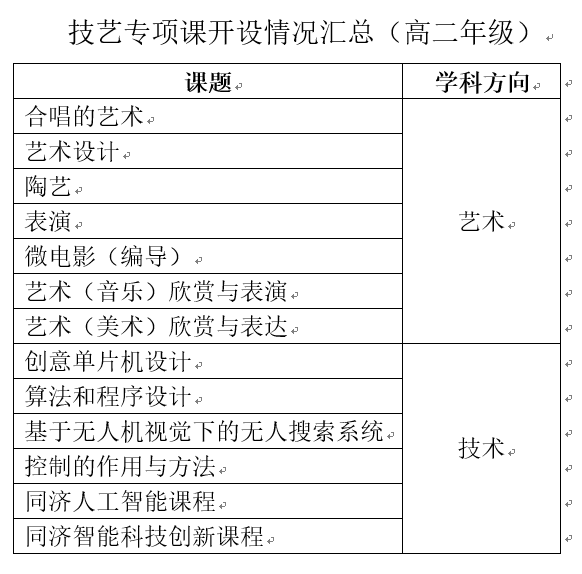 技艺专项课开设情况汇总（高二年级）
课题 学科方向
合唱的艺术
艺术设计
陶艺
表演
艺术
微电影（编导）
艺术（音乐）欣赏与表演
艺术（美术）欣赏与表达
创意单片机设计
算法和程序设计
基于无人机视觉下的无人搜索系统
技术
控制的作用与方法
同济人工智能课程
同济智能科技创新课程